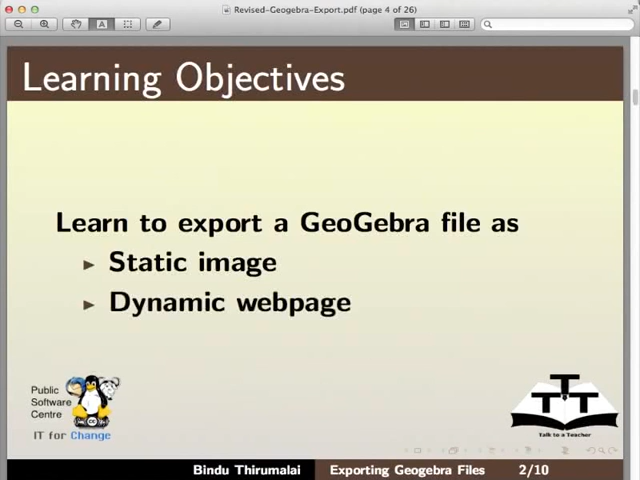 Revised-Geogebra-Export.pdf (page 4 of 26)
Learning Objectives
Learn to export a GeoGebra file as
Static image
Dynamic webpage
Public
Software
Centre
IT for Change
T T T
Talk to a Teacher
Bindu Thirumalai Exporting Geogebra Files 2/10